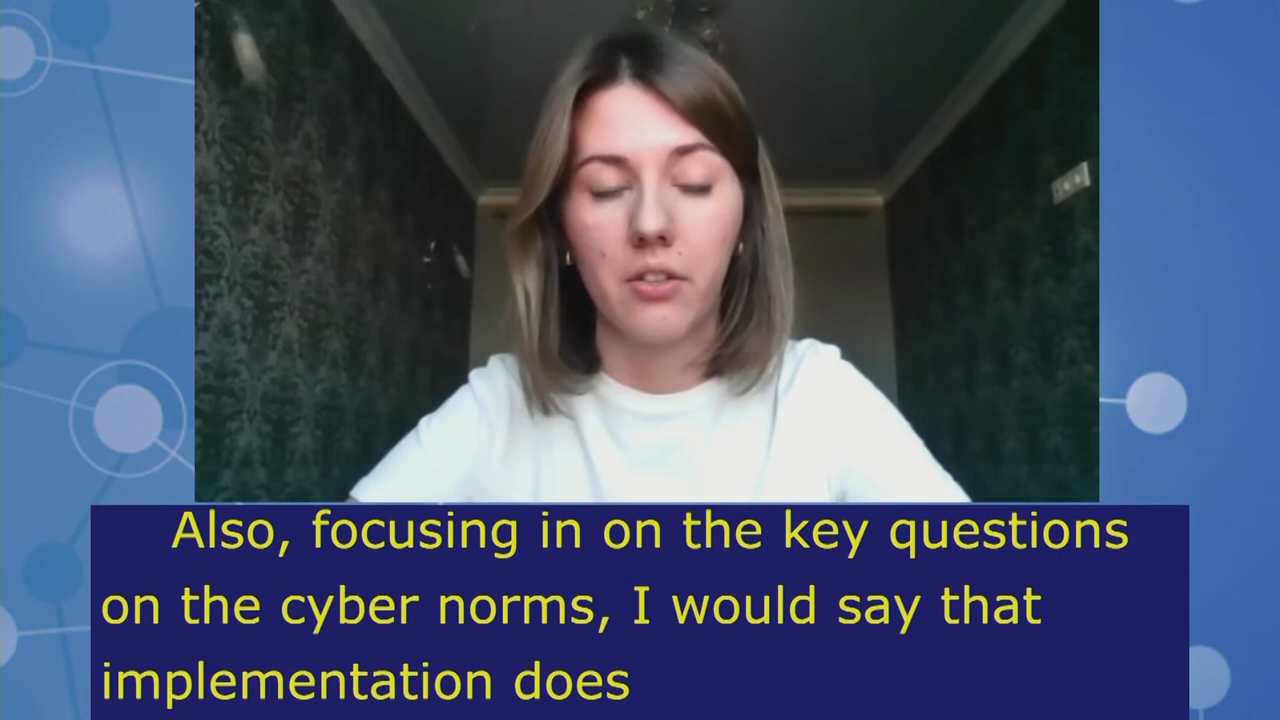 Also, focusing in on the key questions
on the cyber norms, I would say that
implementation does